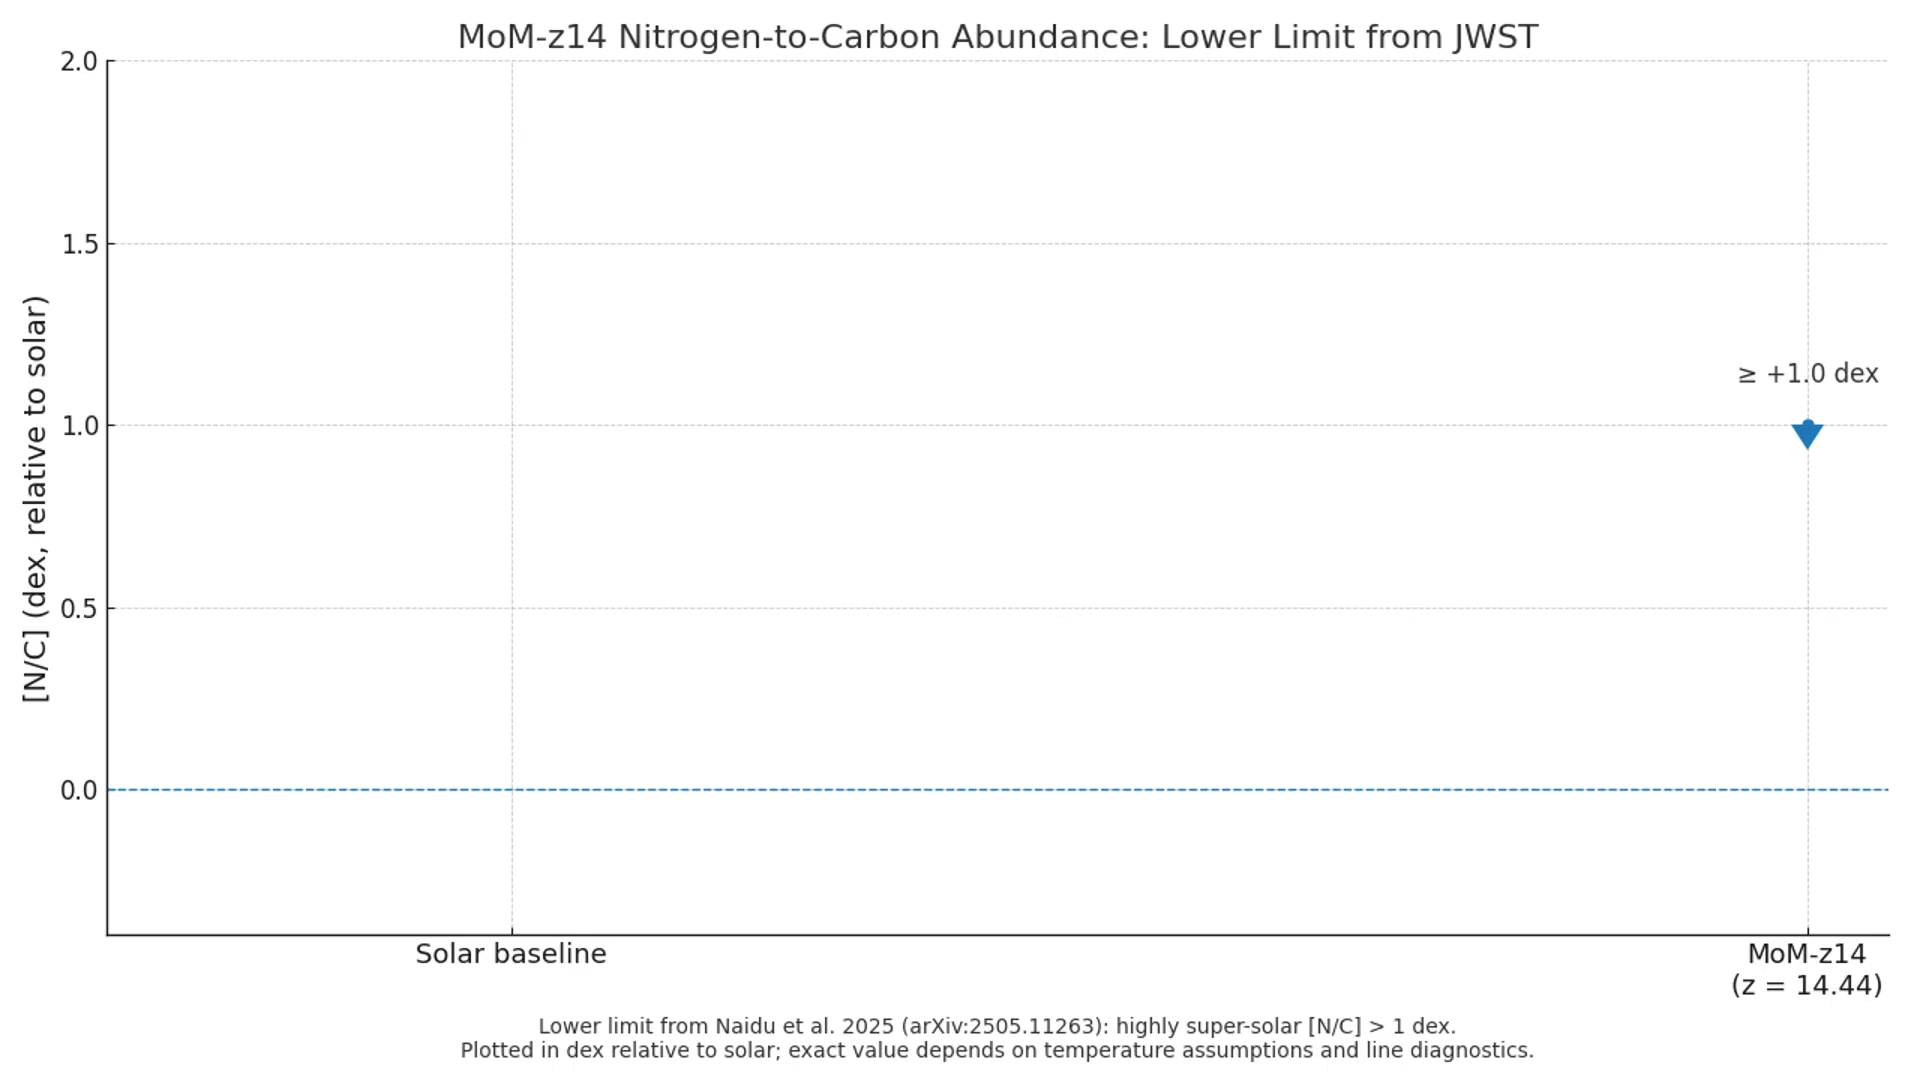 MoM-z14 Nitrogen-to-Carbon Abundance: Lower Limit from JWST
[N/C] (dex, relative to solar)
2.0
1.5
1.0
0.5
0.0
≥ +1.0 dex
Solar baseline
MoM-z14
(z = 14.44)
Lower limit from Naidu et al. 2025 (arXiv:2505.11263): highly super-solar [N/C] > 1 dex.
Plotted in dex relative to solar; exact value depends on temperature assumptions and line diagnostics.